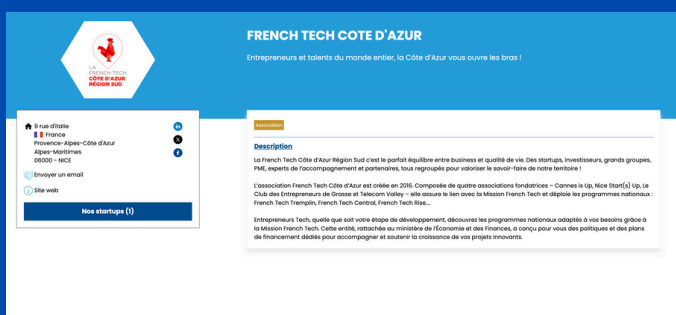 FRENCH TECH COTE D'AZUR
Entrepreneurs et talents du monde entier, la Côte d'Azur vous ouvre les bras !
LA
FRENCH TECH
CÔTE D'AZUR
RÉGION SUD
9 rue d'Italie
France
Provence-Alpes-Côte d'Azur
Alpes-Maritimes
06000 - NICE
Envoyer un email
Site web
Nos startups (1)
Association
Description
La French Tech Côte d'Azur Région Sud c'est le parfait équilibre entre business et qualité de vie. Des startups, investisseurs, grands groupes,
PME, experts de l'accompagnement et partenaires, tous regroupés pour valoriser le savoir-faire de notre territoire !
L'association French Tech Côte d'Azur est créée en 2016. Composée de quatre associations fondatrices – Cannes is Up, Nice Start(s) Up, Le
Club des Entrepreneurs de Grasse et Telecom Valley – elle assure le lien avec la Mission French Tech et déploie les programmes nationaux :
French Tech Tremplin, French Tech Central, French Tech Rise...
Entrepreneurs Tech, quelle que soit votre étape de développement, découvrez les programmes nationaux adaptés à vos besoins grâce à
la Mission French Tech. Cette entité, rattachée au ministère de l'Économie et des Finances, a conçu pour vous des politiques et des plans
de financement dédiés pour accompagner et soutenir la croissance de vos projets innovants.